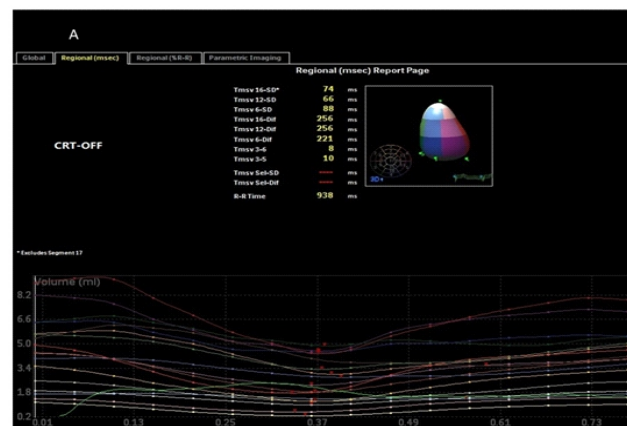 A
Global Regional (msec) Regional (%R-R) Parametric Imaging
Regional (msec) Report Page
Tmsv 16-SD* 74 ms
Tmsv 12-SD 66 ms
Tmsv 6-SD 88 ms
Tmsv 16-Dif 256 ms
Tmsv 12-Dif 256 ms
Tmsv 6-Dif 221 ms
Tmsv 3-6 8 ms
Tmsv 3-5 10 ms
Tmsv Sel-SD ---- ms
Tmsv Sel-Dif ---- ms
R-R Time 938 ms
CRT-OFF
3D
* Excludes Segment 17
Volume (ml)
8.2
6.6
5.0
3.4
1.8
0.2
0.01 0.13 0.25 0.37 0.49 0.61 0.73